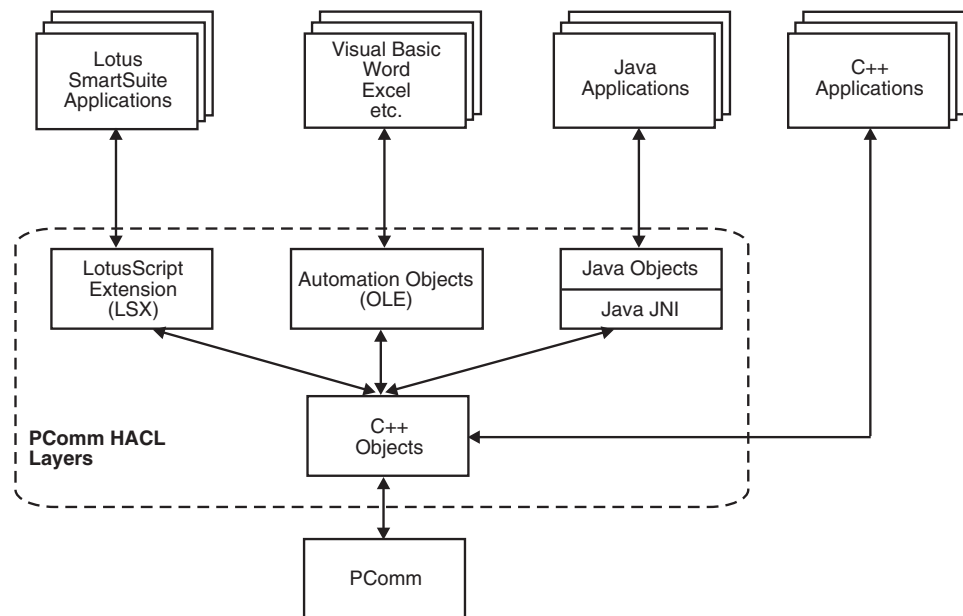 Lotus
SmartSuite
Applications
Visual Basic
Word
Excel
etc.
Java
Applications
C++
Applications
LotusScript
Extension
(LSX)
Automation Objects
(OLE)
Java Objects
Java JNI
PComm HACL
Layers
C++
Objects
PComm